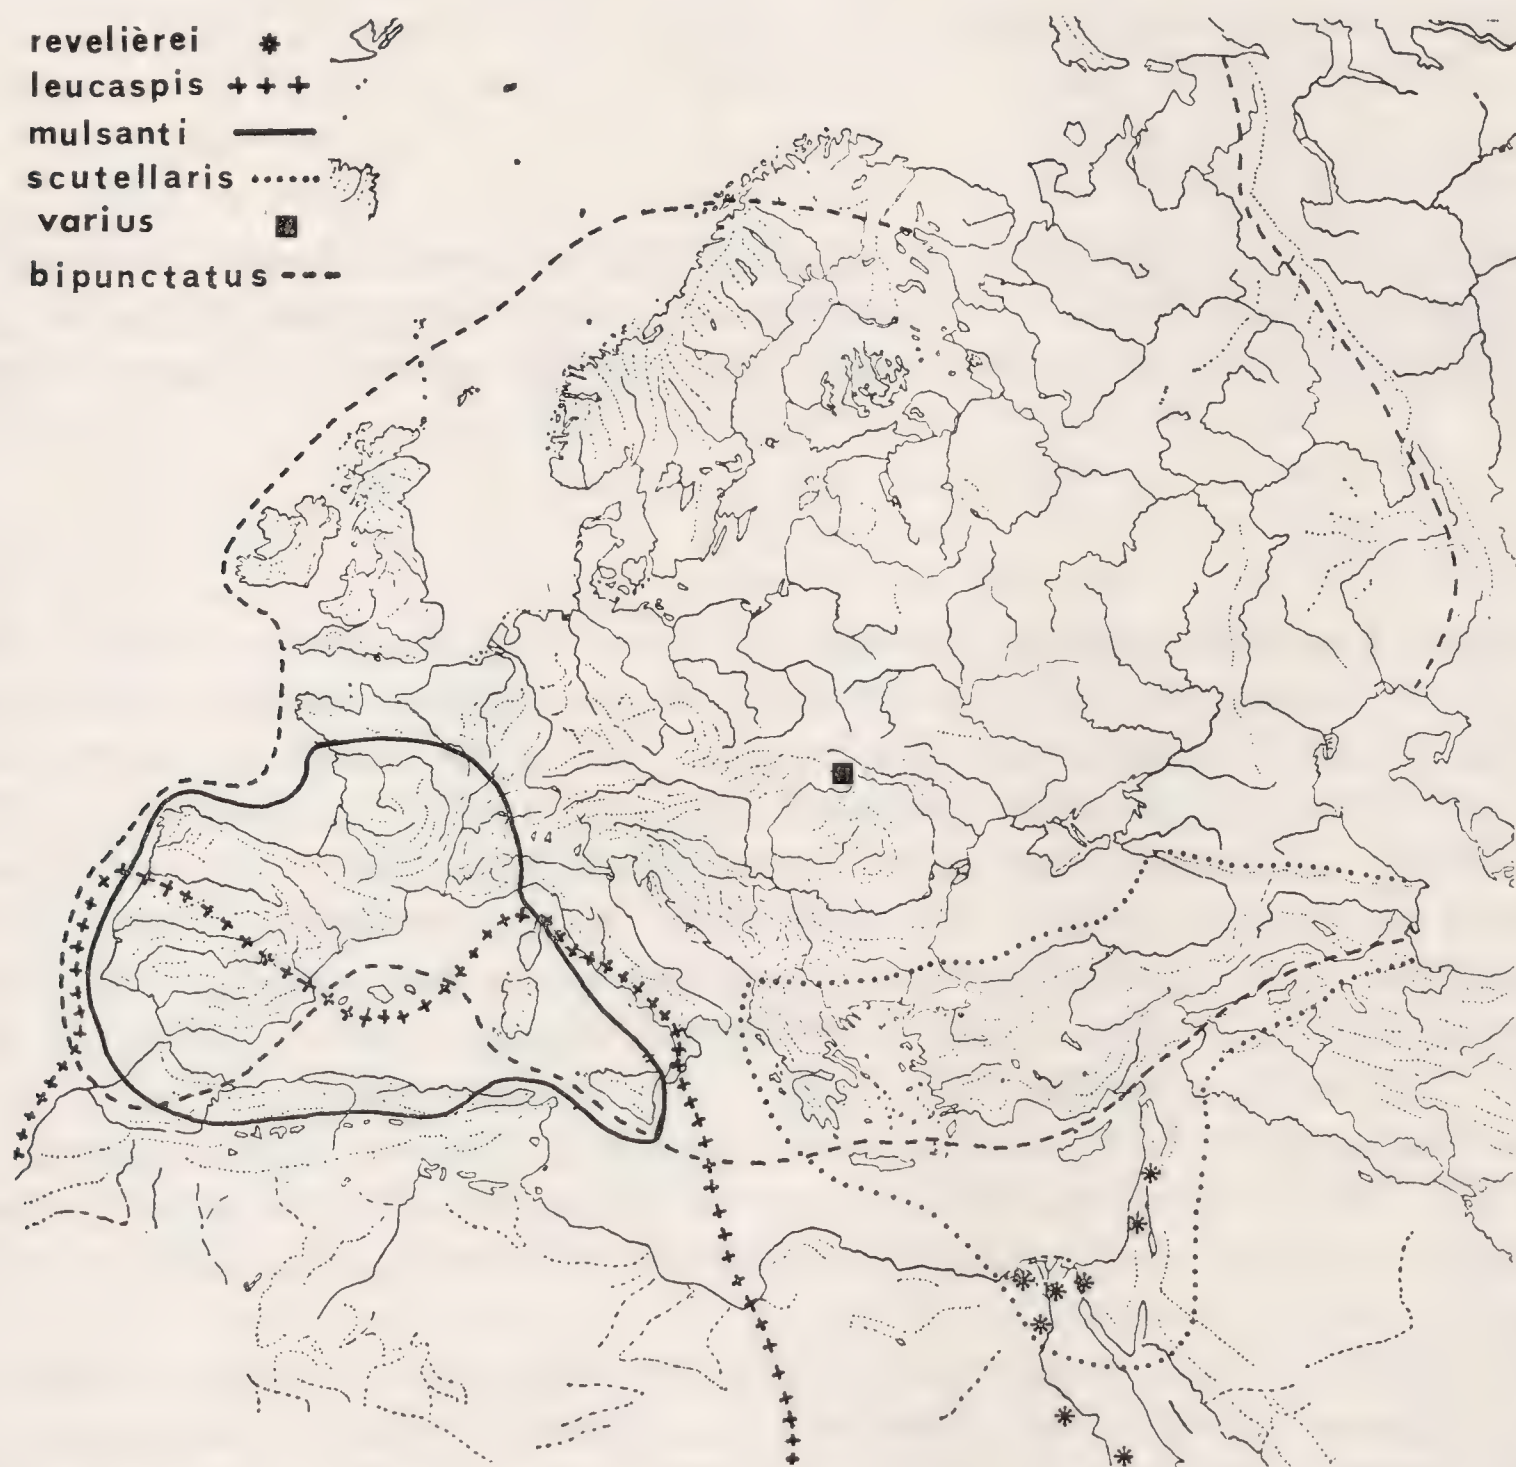 revelièrei
leucaspis
mulsanti
scutellaris
varius
bipunctatus